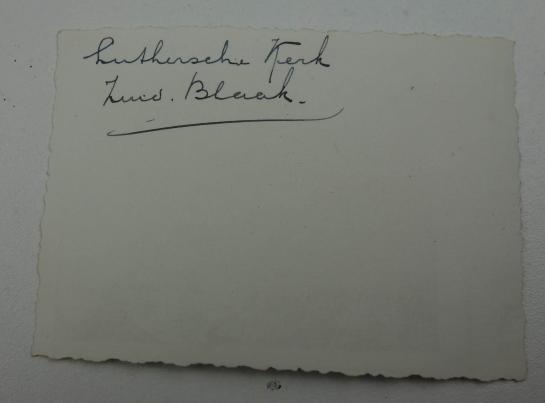 Luthersche Kerk
Zuid. Blaak.